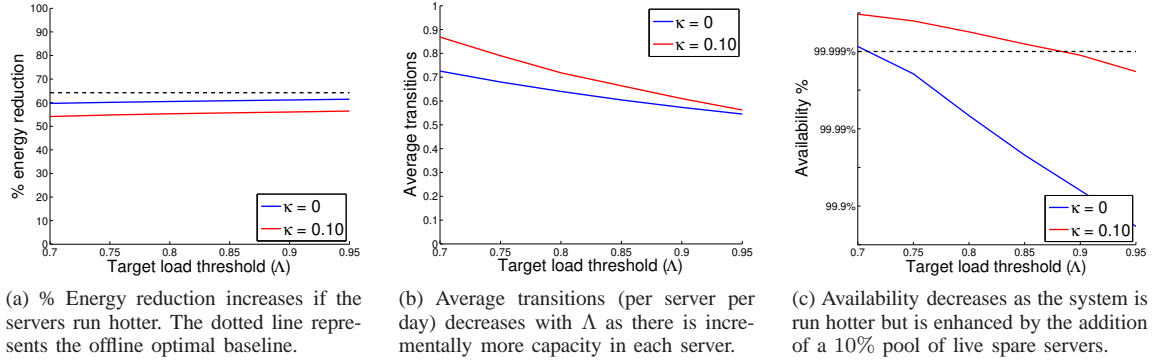 100
90
80
70
60
50
40
30
20
10
0
0.7
0.75
0.8
0.85
0.9
0.95
% energy reduction
Target load threshold (Λ)
κ = 0
κ = 0.10
1
0.9
0.8
0.7
0.6
0.5
0.4
0.3
0.2
0.1
0
0.7
0.75
0.8
0.85
0.9
0.95
Average transitions
Target load threshold (Λ)
κ = 0
κ = 0.10
99.999%
99.99%
99.9%
0.7
0.75
0.8
0.85
0.9
0.95
Availability %
Target load threshold (Λ)
κ = 0
κ = 0.10
(a) % Energy reduction increases if the
servers run hotter. The dotted line repre-
sents the offline optimal baseline.
(b) Average transitions (per server per
day) decreases with Λ as there is incre-
mentally more capacity in each server.
(c) Availability decreases as the system is
run hotter but is enhanced by the addition
of a 10% pool of live spare servers.